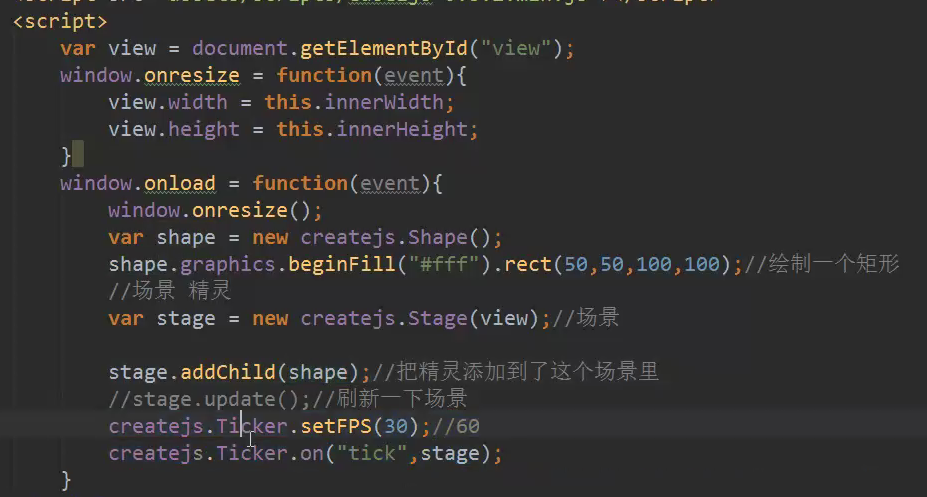 <script>
var view = document.getElementById("view");
window.onresize = function(event){
view.width = this.innerWidth;
view.height = this.innerHeight;
}
window.onload = function(event){
window.onresize();
var shape = new createjs.Shape();
shape.graphics.beginFill("#fff").rect(50,50,100,100);//绘制一个矩形
//场景 精灵
var stage = new createjs.Stage(view);//场景
stage.addChild(shape);//把精灵添加到了这个场景里
//stage.update();//刷新一下场景
createjs.Ticker.setFPS(30);//60
createjs.Ticker.on("tick",stage);
}